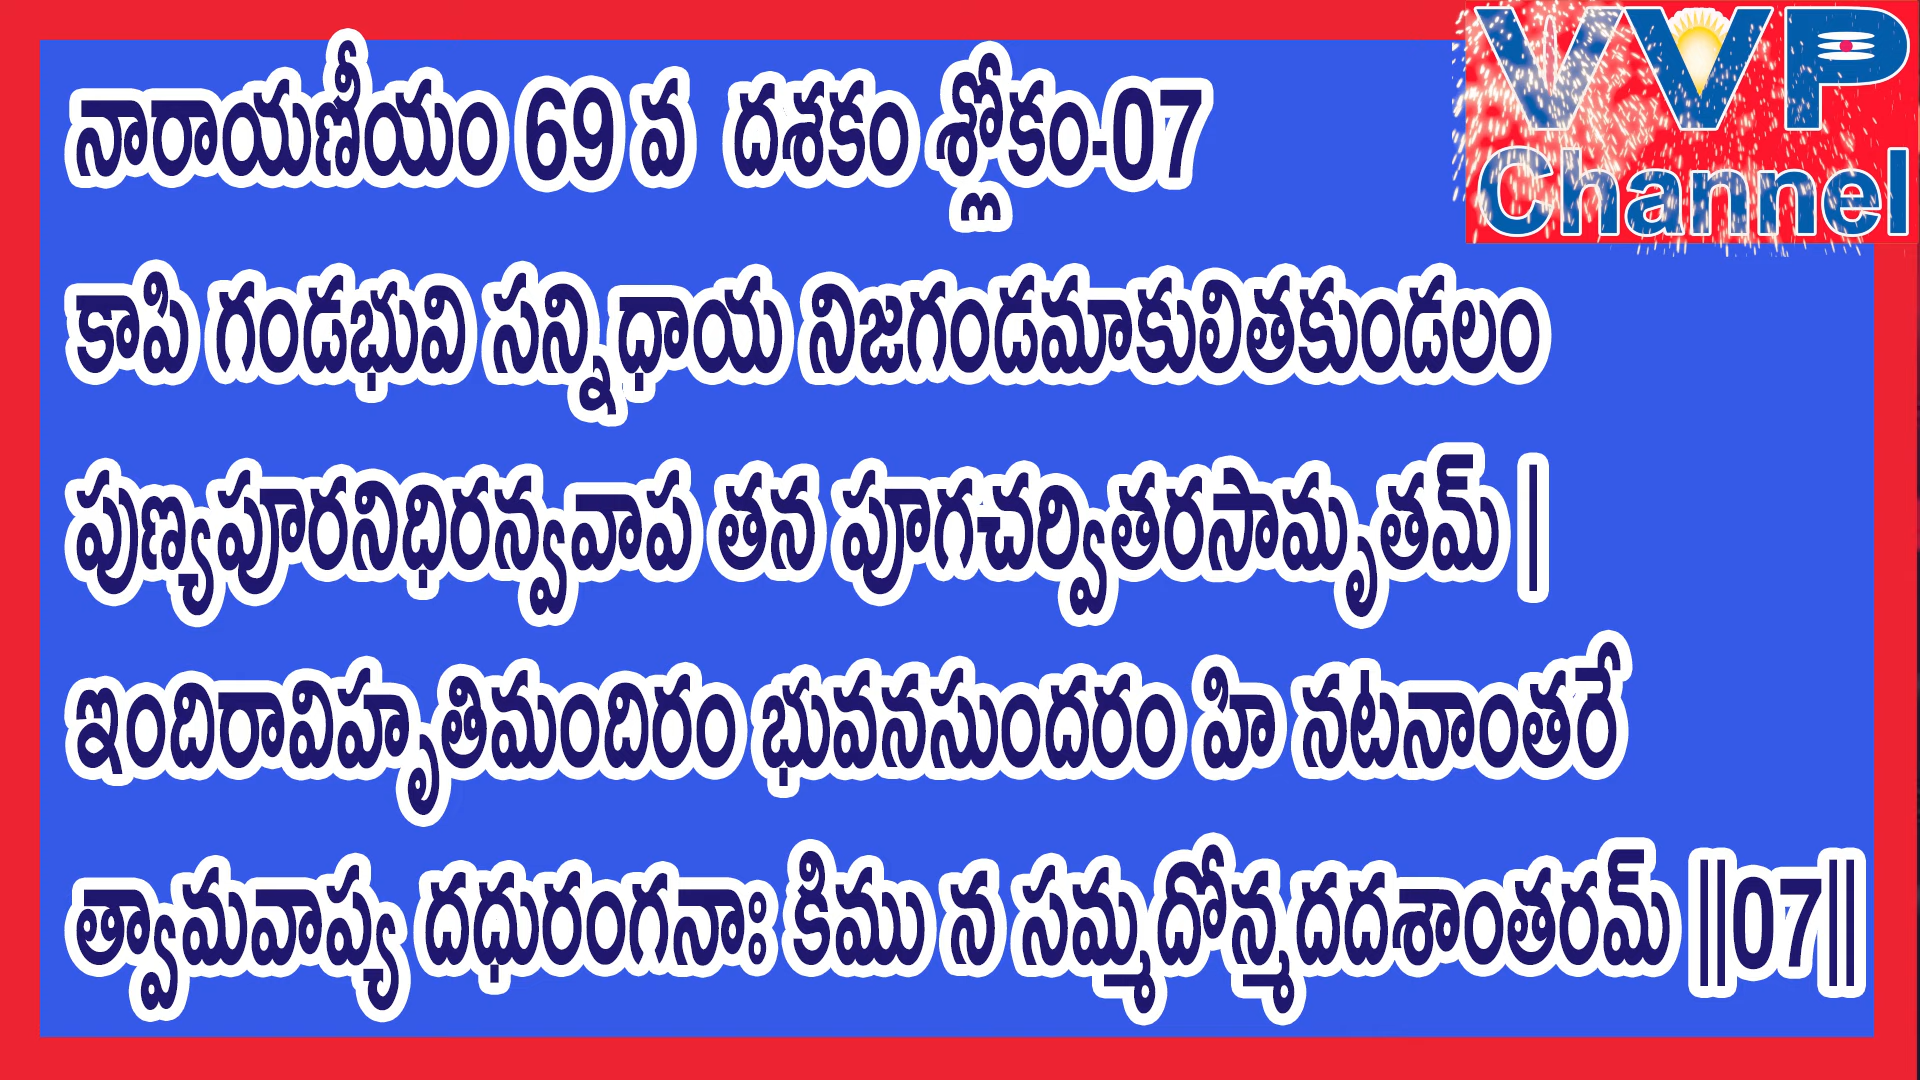 నారాయణీయం 69 వ దశకం శ్లోకం-07
VVP
Channel
కాపి గండభువి సన్నిధాయ నిజగండమాకులితకుండలం
పుణ్యపూరనిధిరన్వవాప తన పూగచర్వితరసామృతమ్ |
ఇందిరావిహృతిమందిరం భువనసుందరం హి నటనాంతరే
త్వామవాప్య దధురంగనాః కిము న సమ్మదోన్మదదశాంతరమ్ ||07||